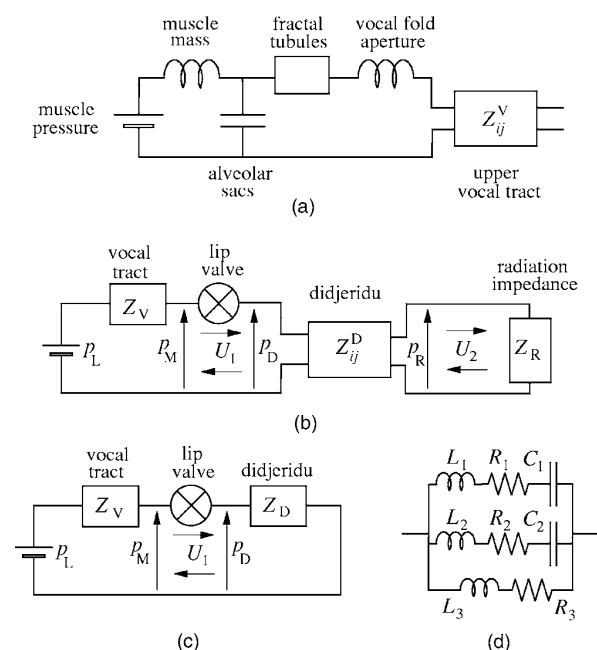 muscle mass
fractal tubules
vocal fold aperture
muscle pressure
alveolar sacs
Z_ij^V
upper vocal tract
(a)
vocal tract
lip valve
didjeridu
radiation impedance
Z_V
p_L
p_M
U_1
p_D
Z_ij^D
p_R
U_2
Z_R
(b)
vocal tract
lip valve
didjeridu
Z_V
Z_D
p_L
p_M
U_1
p_D
(c)
L_1 R_1 C_1
L_2 R_2 C_2
L_3 R_3
(d)